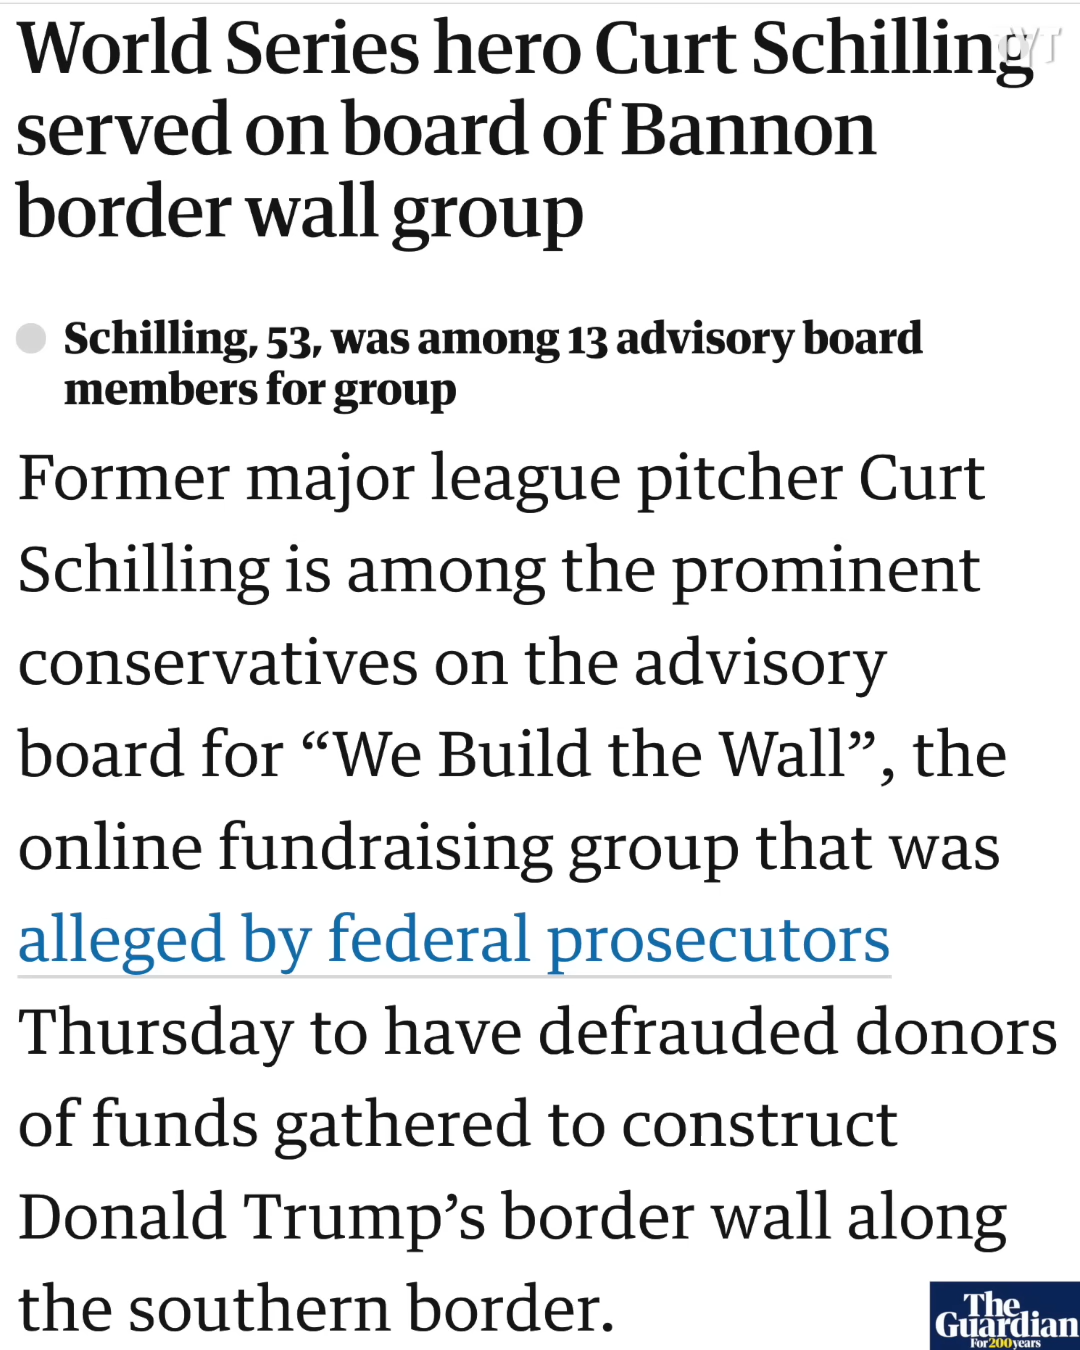 World Series hero Curt Schilling
TYT
served on board of Bannon
border wall group
Schilling, 53, was among 13 advisory board
members for group
Former major league pitcher Curt
Schilling is among the prominent
conservatives on the advisory
board for “We Build the Wall”, the
online fundraising group that was
alleged by federal prosecutors
Thursday to have defrauded donors
of funds gathered to construct
Donald Trump’s border wall along
the southern border.
The
Guardian
For 200 years